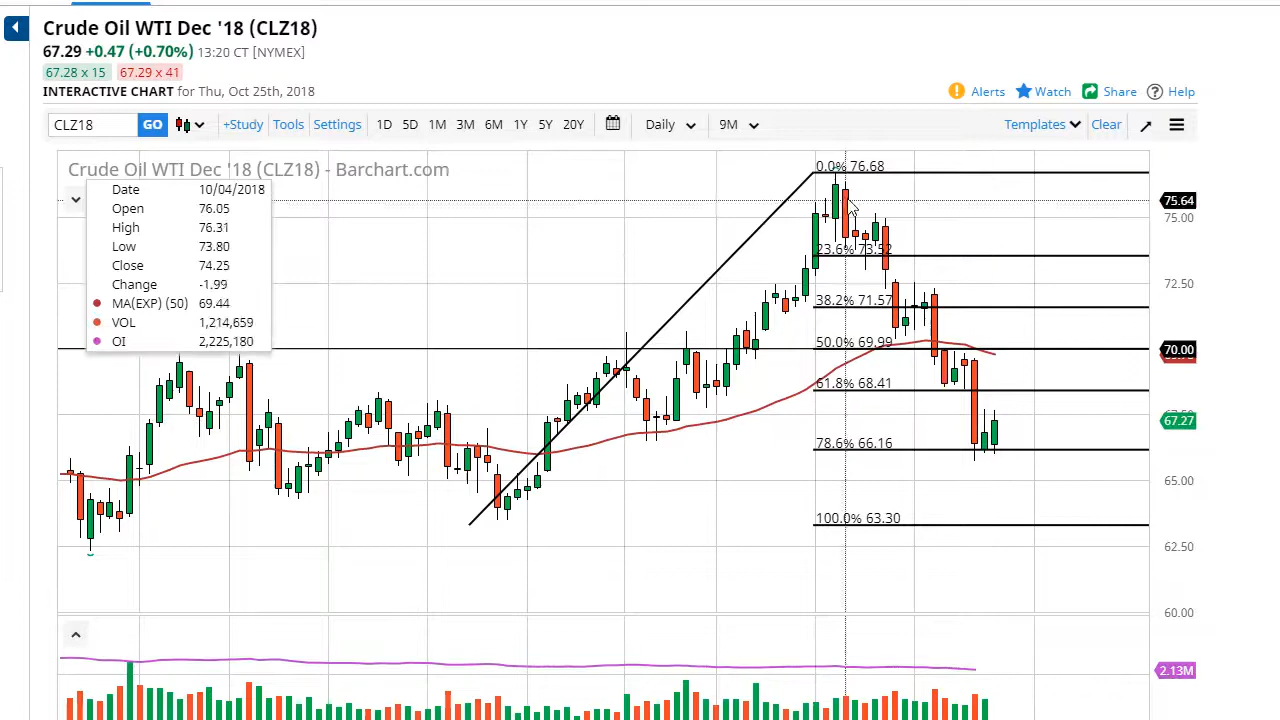 Crude Oil WTI Dec '18 (CLZ18)
67.29 +0.47 (+0.70%) 13:20 CT [NYMEX]
67.28 x 15 67.29 x 41
INTERACTIVE CHART for Thu, Oct 25th, 2018
Alerts Watch Share Help
CLZ18 GO +Study Tools Settings 1D 5D 1M 3M 6M 1Y 5Y 20Y Daily 9M Templates Clear
Crude Oil WTI Dec '18 (CLZ18) - Barchart.com
0.0% 76.68
Date 10/04/2018
75.64
Open 76.05
75.00
High 76.31
Low 73.80
23.6% 73.52
Close 74.25
Change -1.99
72.50
MA(EXP) (50) 69.44
38.2% 71.57
VOL 1,214,659
OI 2,225,180
50.0% 69.99
70.00
61.8% 68.41
67.27
78.6% 66.16
65.00
100.0% 63.30
62.50
60.00
2.13M